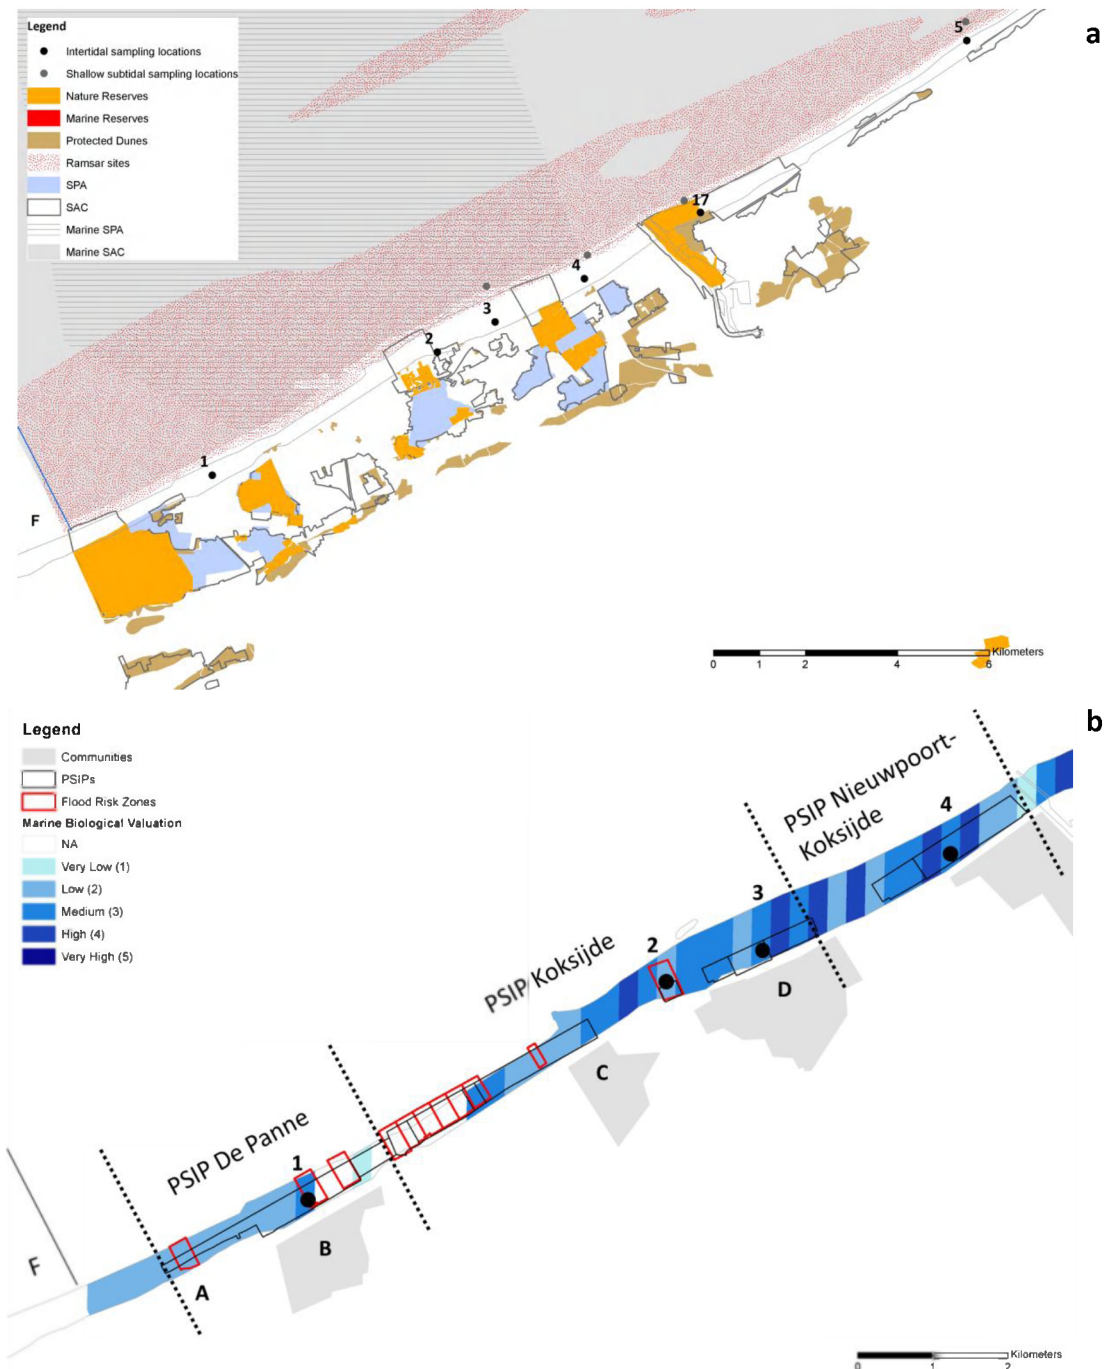 a
Legend
Intertidal sampling locations
Shallow subtidal sampling locations
Nature Reserves
Marine Reserves
Protected Dunes
Ramsar sites
SPA
SAC
Marine SPA
Marine SAC
5
17
4
3
2
1
F
0 1 2 4 6 Kilometers
b
Legend
Communities
PSIPs
Flood Risk Zones
Marine Biological Valuation
NA
Very Low (1)
Low (2)
Medium (3)
High (4)
Very High (5)
PSIP Nieuwpoort-
Koksijde
4
3
PSIP Koksijde
2
D
C
PSIP De Panne
1
B
F
A
0 1 2 Kilometers